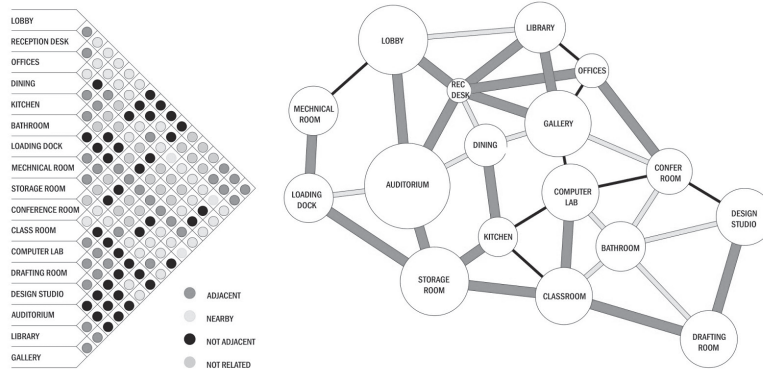 LOBBY
RECEPTION DESK
OFFICES
DINING
KITCHEN
BATHROOM
LOADING DOCK
MECHNICAL ROOM
STORAGE ROOM
CONFERENCE ROOM
CLASS ROOM
COMPUTER LAB
DRAFTING ROOM
DESIGN STUDIO
AUDITORIUM
LIBRARY
GALLERY
ADJACENT
NEARBY
NOT ADJACENT
NOT RELATED
LOBBY
LIBRARY
OFFICES
REC
DESK
MECHNICAL
ROOM
GALLERY
DINING
AUDITORIUM
CONFER
ROOM
COMPUTER
LAB
LOADING
DOCK
DESIGN
STUDIO
KITCHEN
BATHROOM
STORAGE
ROOM
CLASSROOM
DRAFTING
ROOM